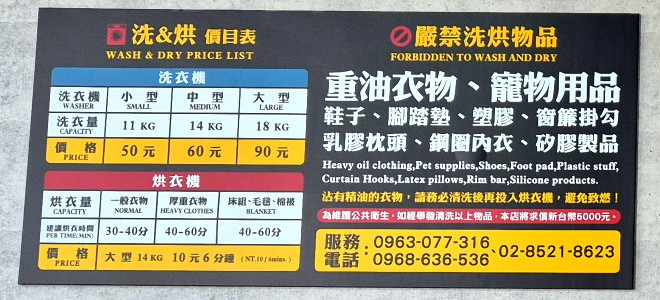 洗&烘 價目表
WASH & DRY PRICE LIST
洗衣機
洗衣機 小型 中型 大型
WASHER SMALL MEDIUM LARGE
洗衣量 11 KG 14 KG 18 KG
CAPACITY
價格 50元 60元 90元
PRICE
烘衣機
烘衣量 一般衣物 厚重衣物 床組、毛毯、棉被
CAPACITY NORMAL HEAVY CLOTHES BLANKET
建議烘衣時間 30-40分 40-60分 40-60分
PER TIME(MIN)
價格 大型14KG 10元6分鐘 (NT.10 / 6mins.)
PRICE
嚴禁洗烘物品
FORBIDDEN TO WASH AND DRY
重油衣物、寵物用品
鞋子、腳踏墊、塑膠、窗簾掛勾
乳膠枕頭、鋼圈內衣、矽膠製品
Heavy oil clothing,Pet supplies,Shoes,Foot pad,Plastic stuff,
Curtain Hooks,Latex pillows,Rim bar,Silicone products.
沾有精油的衣物，請務必清洗後再投入烘衣機，避免致燃！
為維護公共衛生，如經舉發清洗以上物品，本店將求償新台幣5000元。
服務電話：0963-077-316、02-8521-8623
0968-636-536